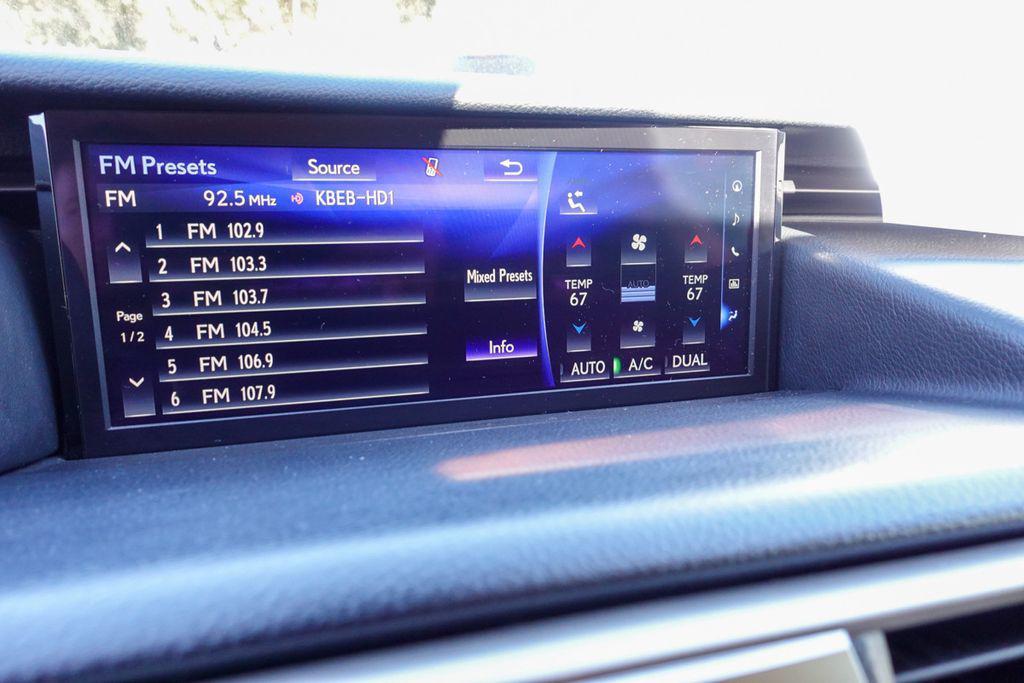 FM Presets
Source
FM 92.5 MHz KBEB-HD1
1 FM 102.9
2 FM 103.3
3 FM 103.7
4 FM 104.5
5 FM 106.9
6 FM 107.9
Page
1/2
Mixed Presets
Info
TEMP
67
AUTO
TEMP
67
AUTO
A/C
DUAL